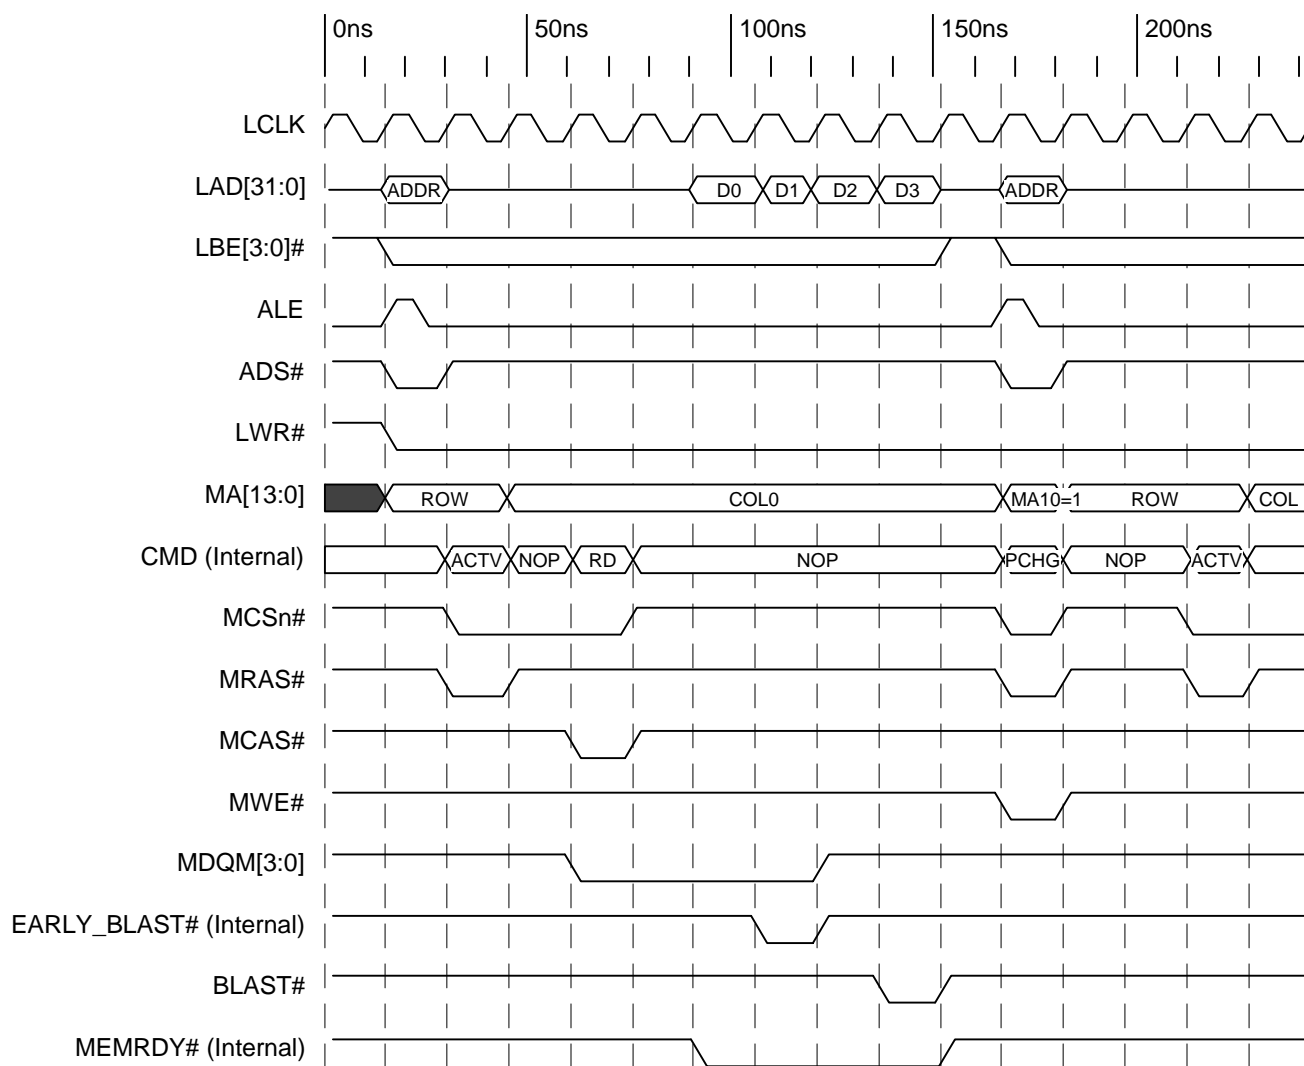 0ns 50ns 100ns 150ns 200ns
LCLK
LAD[31:0] ADDR D0 D1 D2 D3 ADDR
LBE[3:0]#
ALE
ADS#
LWR#
MA[13:0] ROW COL0 MA10=1 ROW COL
CMD (Internal) ACTV NOP RD NOP PCHG NOP ACTV
MCSn#
MRAS#
MCAS#
MWE#
MDQM[3:0]
EARLY_BLAST# (Internal)
BLAST#
MEMRDY# (Internal)